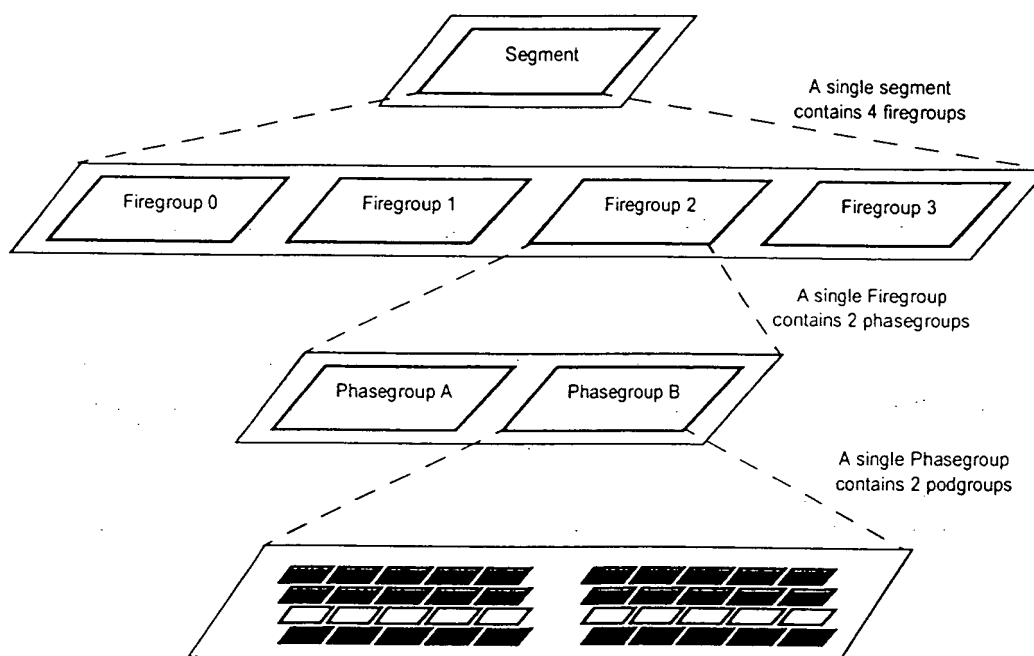 Segment
A single segment
contains 4 firegroups
Firegroup 0
Firegroup 1
Firegroup 2
Firegroup 3
A single Firegroup
contains 2 phasegroups
Phasegroup A
Phasegroup B
A single Phasegroup
contains 2 podgroups